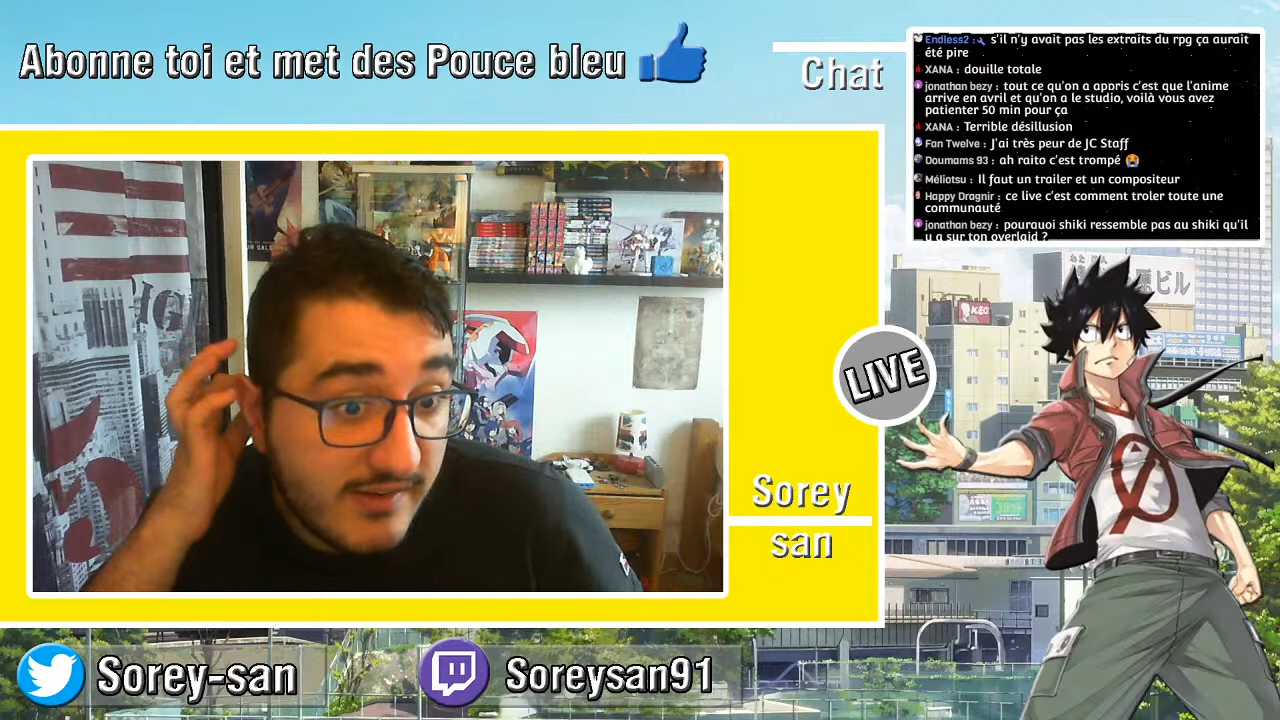 Abonne toi et met des Pouce bleu
Chat
Endless2 : s'il n'y avait pas les extraits du rpg ça aurait
été pire
XANA : douille totale
jonathan bezy : tout ce qu'on a appris c'est que l'anime
arrive en avril et qu'on a le studio, voilà vous avez
patienter 50 min pour ça
XANA : Terrible désillusion
Fan Twelve : J'ai très peur de JC Staff
Doumams 93 : ah raito c'est trompé 😭
Méliotsu : Il faut un trailer et un compositeur
Happy Dragnir : ce live c'est comment troler toute une
communauté
jonathan bezy : pourquoi shiki ressemble pas au shiki qu'il
y a sur ton overlaid ?
LIVE
Sorey
san
Sorey-san
Soreysan91